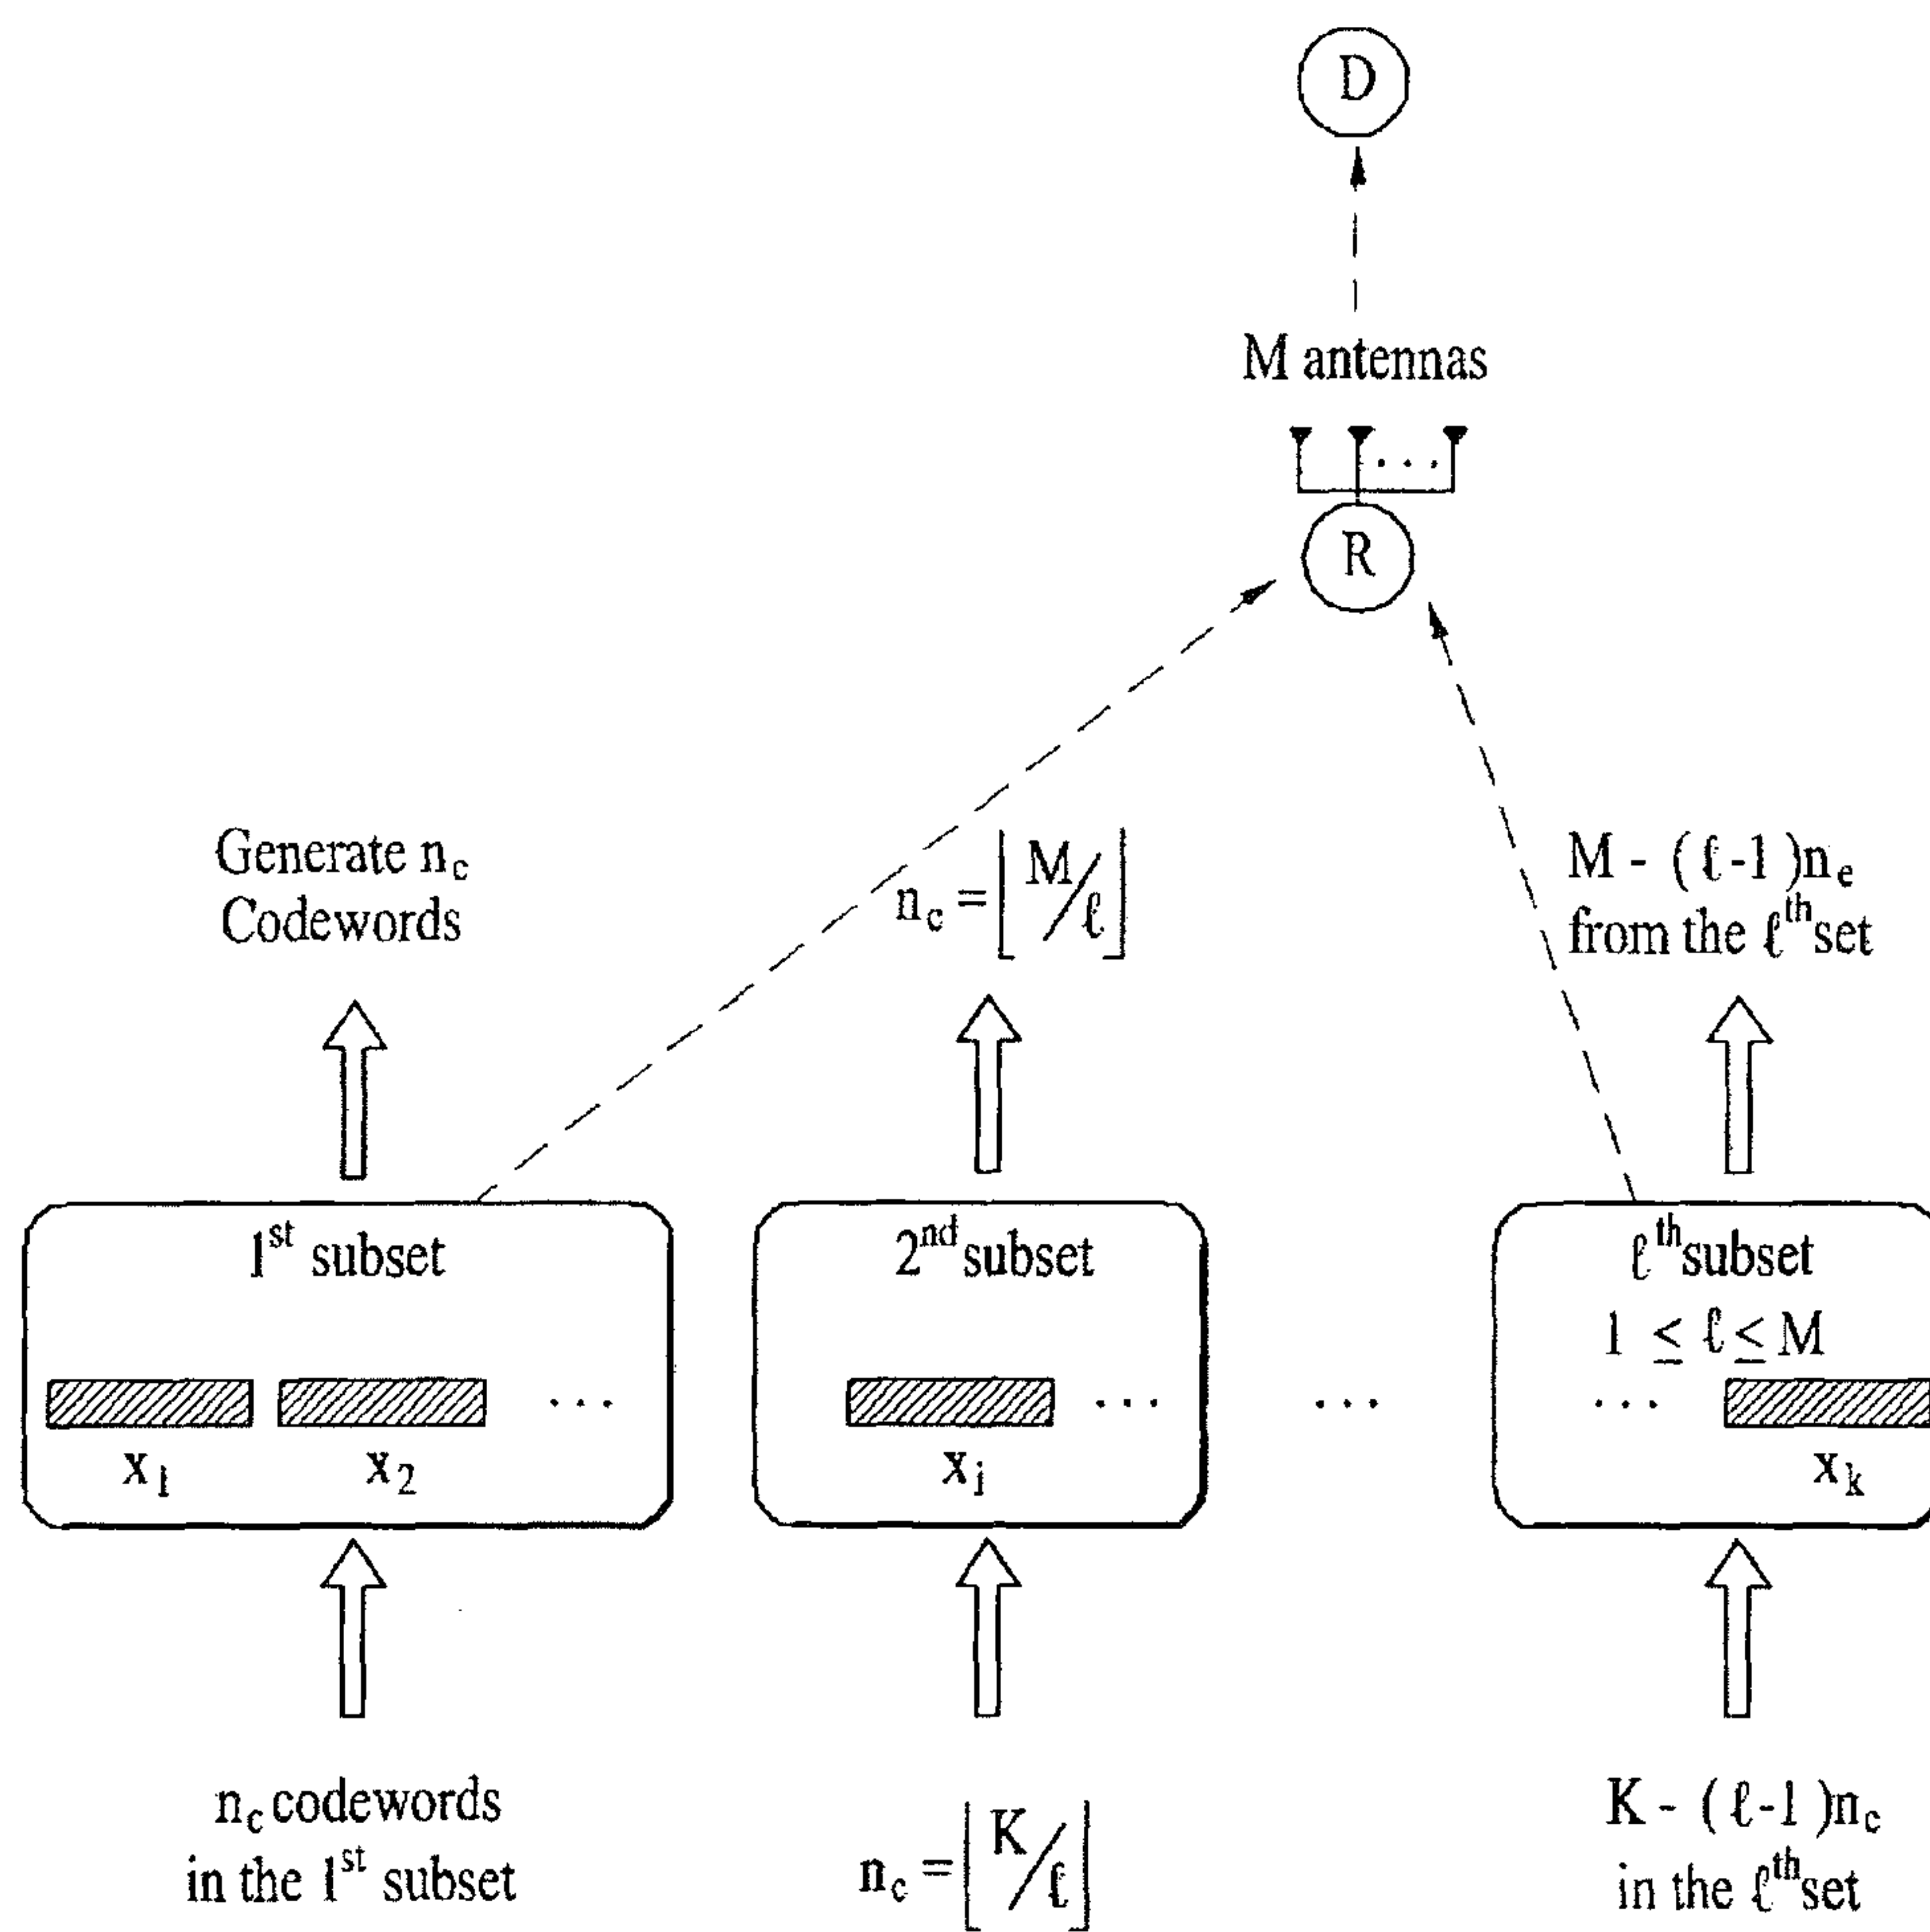 D
M antennas
...
R
Generate n_c
Codewords
n_c = ⌊M/ℓ⌋
M - (ℓ-1)n_e
from the ℓ^th set
1^st subset
2^nd subset
ℓ^th subset
1 ≤ ℓ ≤ M
... ... ... ...
x_1 x_2 x_i x_k
n_c codewords
in the 1^st subset
n_c = ⌊K/ℓ⌋
K - (ℓ-1)n_c
in the ℓ^th set